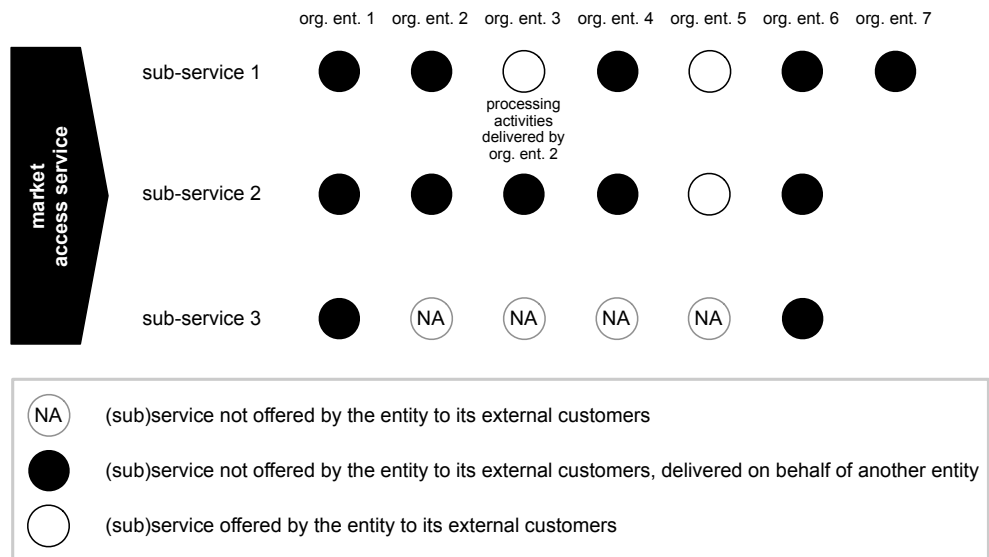 org. ent. 1 org. ent. 2 org. ent. 3 org. ent. 4 org. ent. 5 org. ent. 6 org. ent. 7
market
access service
sub-service 1
processing
activities
delivered by
org. ent. 2
sub-service 2
sub-service 3
NA NA NA NA
NA (sub)service not offered by the entity to its external customers
(sub)service not offered by the entity to its external customers, delivered on behalf of another entity
(sub)service offered by the entity to its external customers